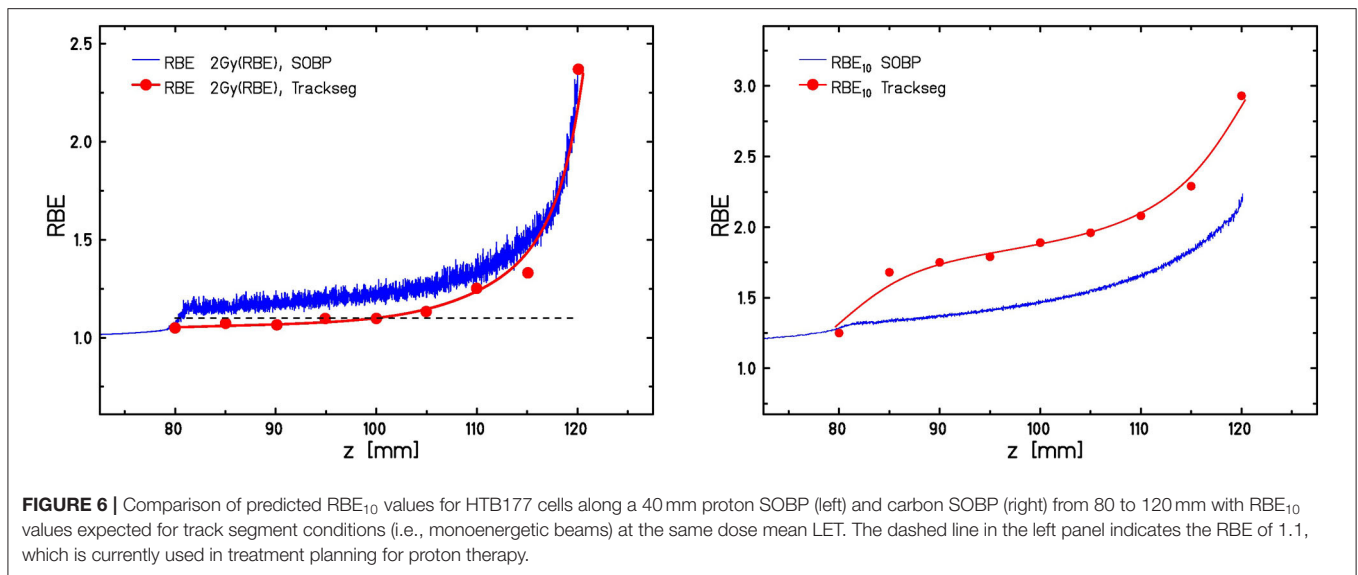 2.5
2.0
1.5
1.0
RBE
RBE 2Gy(RBE), SOBP
RBE 2Gy(RBE), Trackseg
80 90 100 110 120
z [mm]
3.0
2.5
2.0
1.5
1.0
RBE
RBE₁₀ SOBP
RBE₁₀ Trackseg
80 90 100 110 120
z [mm]
FIGURE 6 | Comparison of predicted RBE₁₀ values for HTB177 cells along a 40 mm proton SOBP (left) and carbon SOBP (right) from 80 to 120 mm with RBE₁₀
values expected for track segment conditions (i.e., monoenergetic beams) at the same dose mean LET. The dashed line in the left panel indicates the RBE of 1.1,
which is currently used in treatment planning for proton therapy.